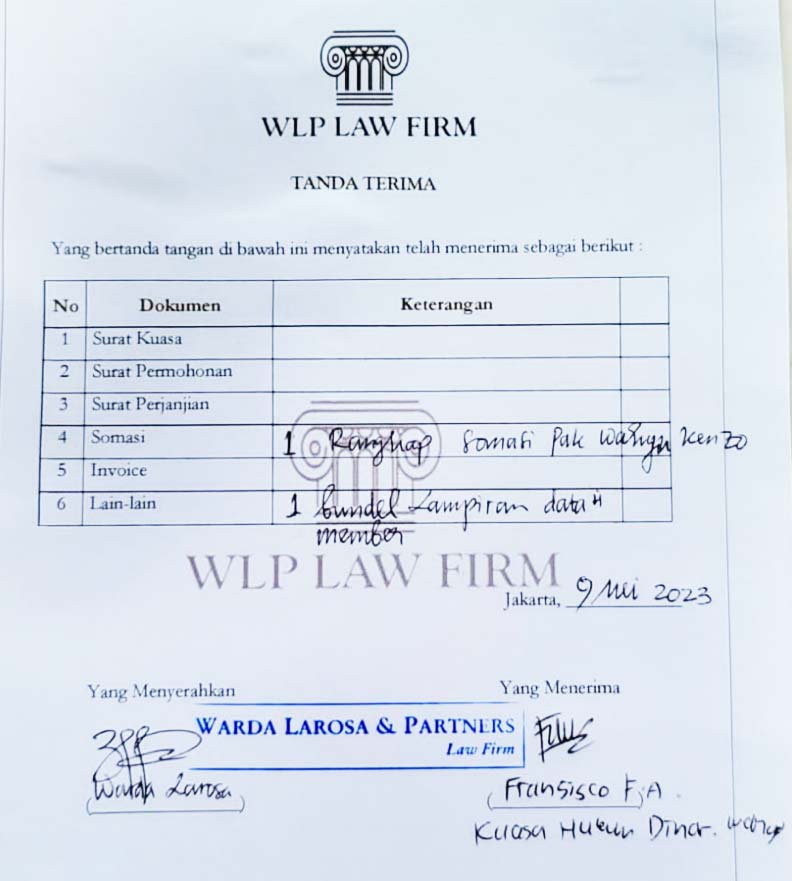 WLP LAW FIRM
TANDA TERIMA
Yang bertanda tangan di bawah ini menyatakan telah menerima sebagai berikut :
No Dokumen Keterangan
1 Surat Kuasa
2 Surat Permohonan
3 Surat Perjanjian
4 Somasi 1 Rangkap Somasi Pak Wahyu Kenzo
5 Invoice
6 Lain-lain 1 bundel Lampiran data"
member
WLP LAW FIRM
Jakarta, 9 Mei 2023
Yang Menyerahkan Yang Menerima
WARDA LAROSA & PARTNERS
Law Firm
(Warda Larosa) (Fransisco F.A.
Kuasa Hukum Dinar.